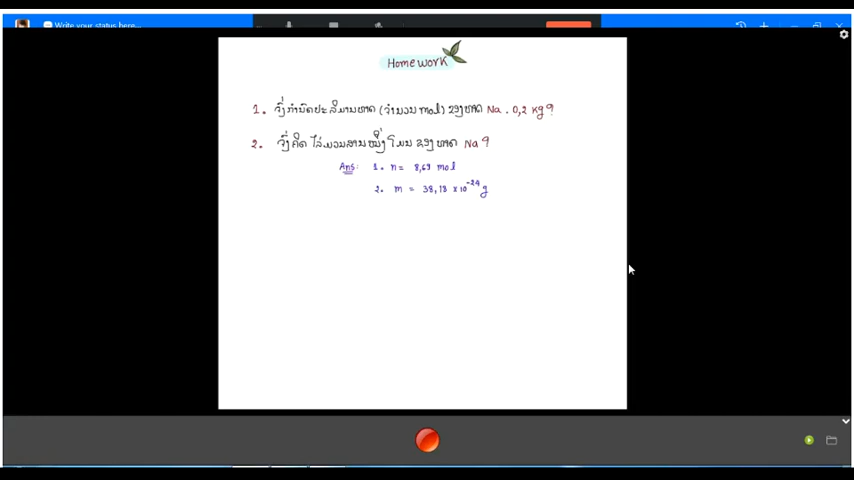 Write your status here...
Homework
1. ຈົ່ງກຳນົດປະລິມານທາດ (ຈຳນວນ mol) ຂອງທາດ Na . 0,2 kg ?
2. ຈົ່ງຄິດໄລ່ມວນສານໜຶ່ງໂມນ ຂອງທາດ Na ?
Ans: 1. n = 8,69 mol
2. m = 38,18 x 10⁻²⁴ g